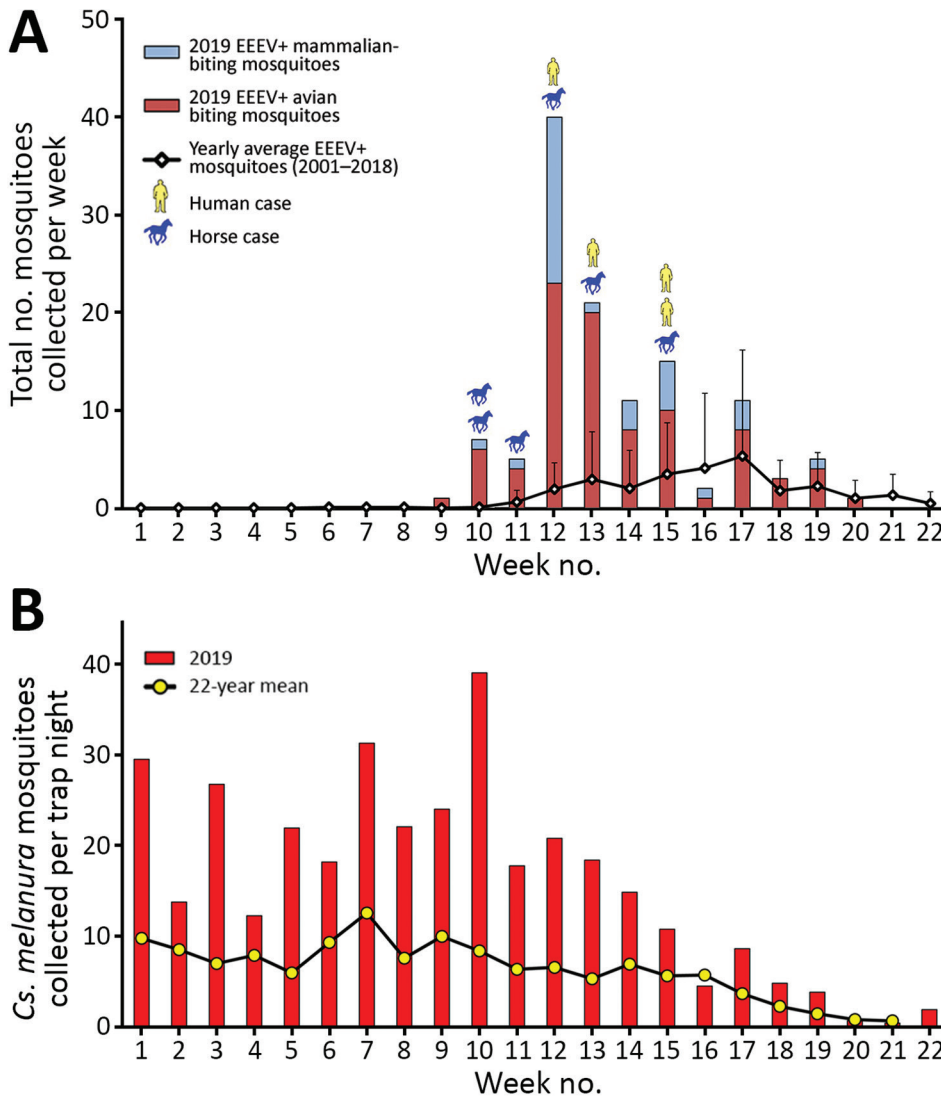 A
50
40
30
20
10
0
Total no. mosquitoes
collected per week
2019 EEEV+ mammalian-
biting mosquitoes
2019 EEEV+ avian
biting mosquitoes
Yearly average EEEV+
mosquitoes (2001–2018)
Human case
Horse case
1 2 3 4 5 6 7 8 9 10 11 12 13 14 15 16 17 18 19 20 21 22
Week no.
B
40
30
20
10
0
Cs. melanura mosquitoes
collected per trap night
2019
22-year mean
1 2 3 4 5 6 7 8 9 10 11 12 13 14 15 16 17 18 19 20 21 22
Week no.